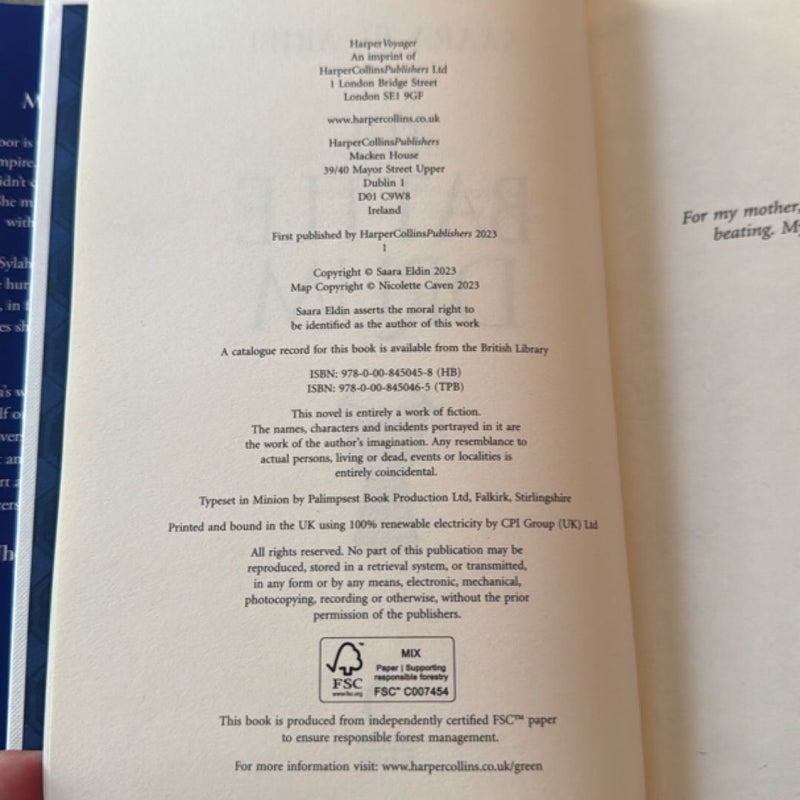 HarperVoyager
An imprint of
HarperCollinsPublishers Ltd
1 London Bridge Street
London SE1 9GF
www.harpercollins.co.uk
HarperCollinsPublishers
Macken House
39/40 Mayor Street Upper
Dublin 1
D01 C9W8
Ireland
First published by HarperCollinsPublishers 2023
1
Copyright © Saara Eldin 2023
Map Copyright © Nicolette Caven 2023
Saara Eldin asserts the moral right to
be identified as the author of this work
A catalogue record for this book is available from the British Library
ISBN: 978-0-00-845045-8 (HB)
ISBN: 978-0-00-845046-5 (TPB)
This novel is entirely a work of fiction.
The names, characters and incidents portrayed in it are
the work of the author's imagination. Any resemblance to
actual persons, living or dead, events or localities is
entirely coincidental.
Typeset in Minion by Palimpsest Book Production Ltd, Falkirk, Stirlingshire
Printed and bound in the UK using 100% renewable electricity by CPI Group (UK) Ltd
All rights reserved. No part of this publication may be
reproduced, stored in a retrieval system, or transmitted,
in any form or by any means, electronic, mechanical,
photocopying, recording or otherwise, without the prior
permission of the publishers.
FSC
www.fsc.org
MIX
Paper | Supporting
responsible forestry
FSC™ C007454
This book is produced from independently certified FSC™ paper
to ensure responsible forest management.
For more information visit: www.harpercollins.co.uk/green
For my mother,
beating. My